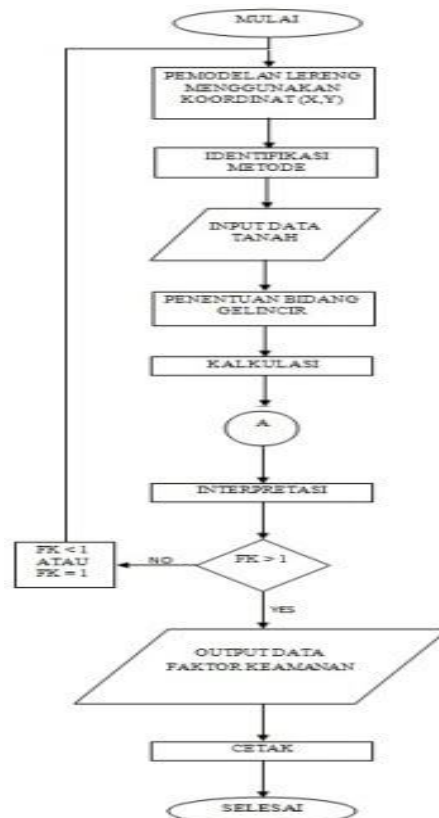 MULAI
PEMODELAN LERENG
MENGGUNAKAN
KOORDINAT (X,Y)
IDENTIFIKASI
METODE
INPUT DATA
TANAH
PENENTUAN BIDANG
GELINCIR
KALKULASI
A
INTERPRETASI
FK > 1
NO
FK < 1
ATAU
FK = 1
YES
OUTPUT DATA
FAKTOR KEAMANAN
CETAK
SELESAI